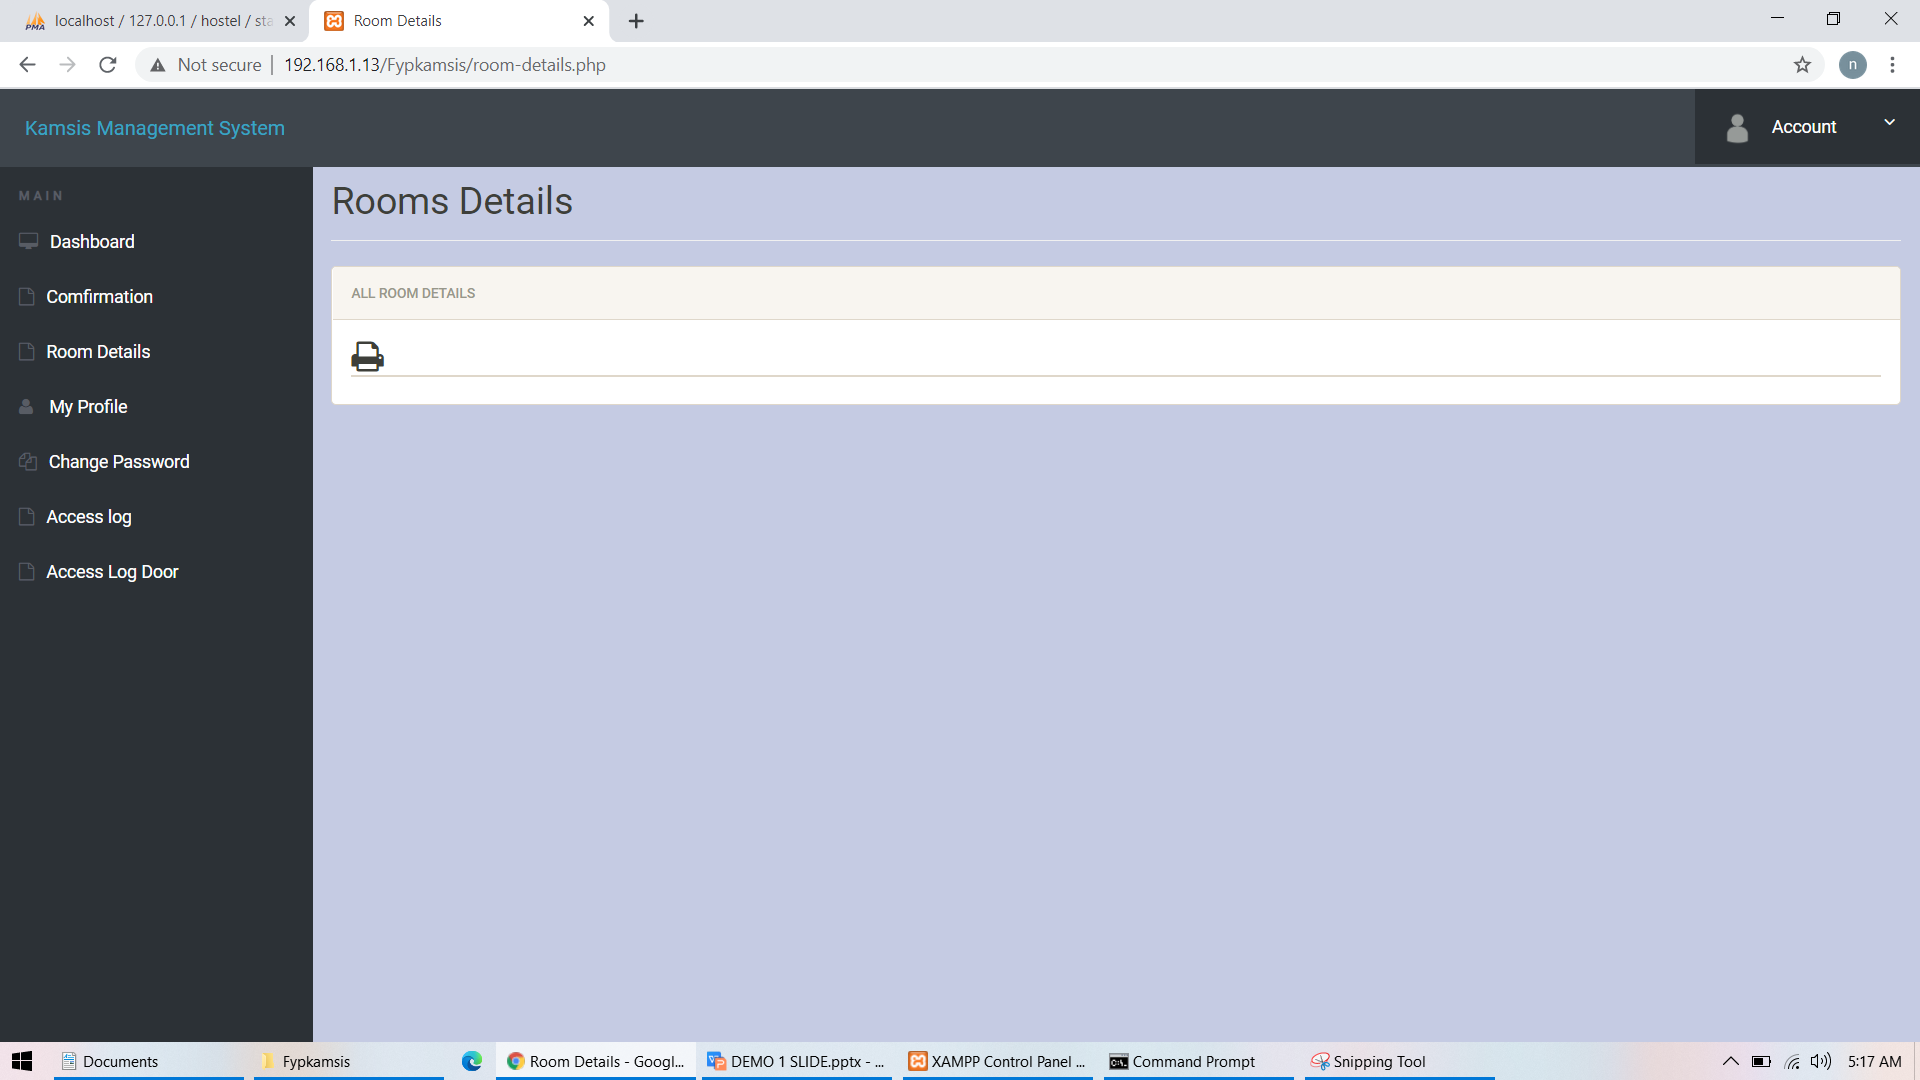 localhost / 127.0.0.1 / hostel / sta
Room Details
Not secure
192.168.1.13/Fypkamsis/room-details.php
n
Kamsis Management System
Account
MAIN
Dashboard
Comfirmation
Room Details
My Profile
Change Password
Access log
Access Log Door
Rooms Details
ALL ROOM DETAILS
Documents
Fypkamsis
Room Details - Googl...
DEMO 1 SLIDE.pptx - ...
XAMPP Control Panel ...
Command Prompt
Snipping Tool
5:17 AM